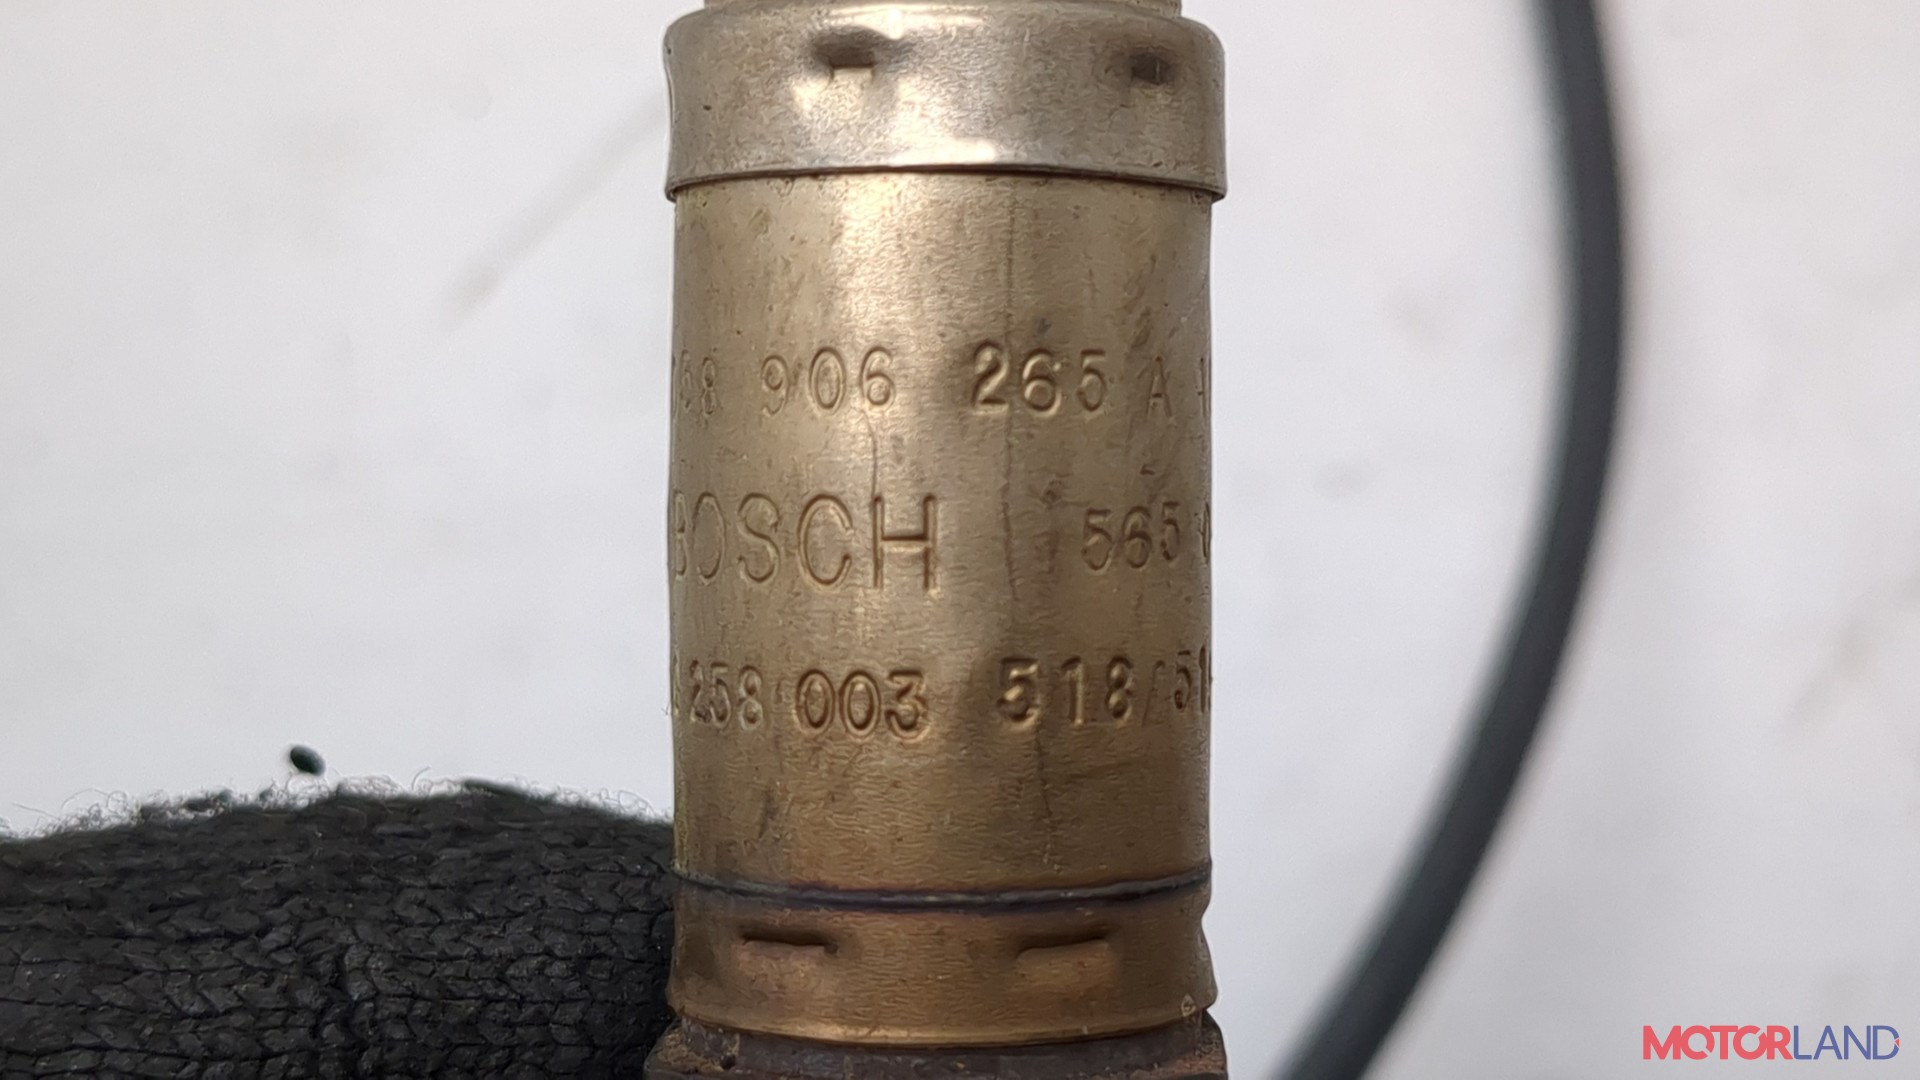 906 265 A
BOSCH 565
258 003 518/
MOTORLAND